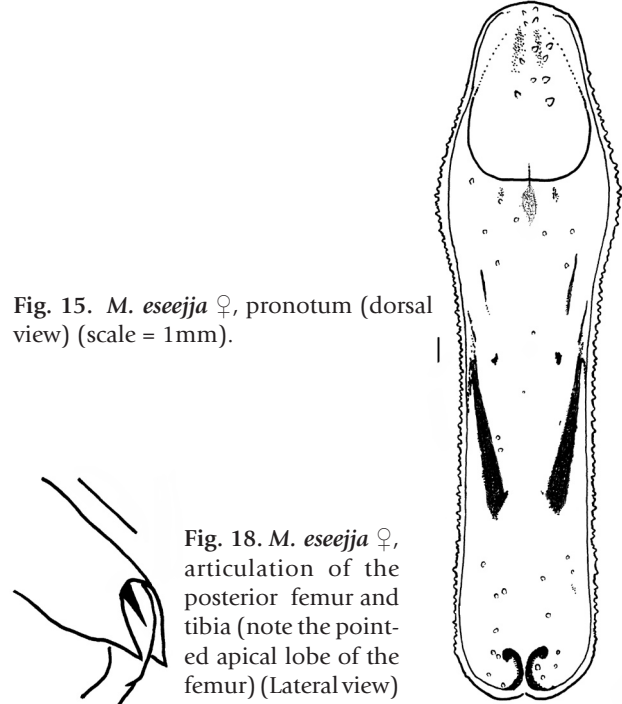 Fig. 15. M. eseejja ♀, pronotum (dorsal
view) (scale = 1mm).
Fig. 18. M. eseejja ♀,
articulation of the
posterior femur and
tibia (note the point-
ed apical lobe of the
femur) (Lateral view)